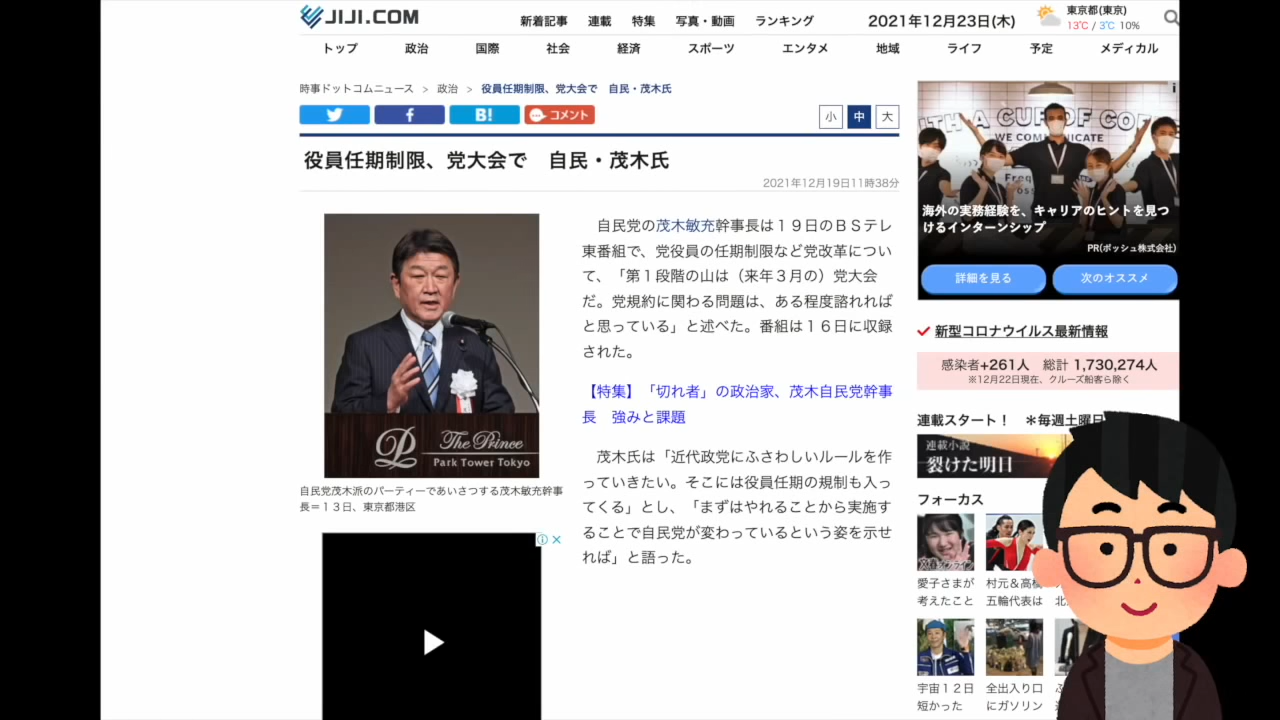 JIJI.COM
新着記事 連載 特集 写真・動画 ランキング
2021年12月23日(木)
東京都(東京)
13℃ / 3℃ 10%
トップ 政治 国際 社会 経済 スポーツ エンタメ 地域 ライフ 予定 メディカル
時事ドットコムニュース > 政治 > 役員任期制限、党大会で 自民・茂木氏
B! コメント
小 中 大
役員任期制限、党大会で 自民・茂木氏
2021年12月19日11時38分
The Prince
Park Tower Tokyo
自民党茂木派のパーティーであいさつする茂木敏充幹事
長＝１３日、東京都港区
自民党の茂木敏充幹事長は１９日のＢＳテレ
東番組で、党役員の任期制限など党改革につい
て、「第１段階の山は（来年３月の）党大会
だ。党規約に関わる問題は、ある程度諮れれば
と思っている」と述べた。番組は１６日に収録
された。
【特集】「切れ者」の政治家、茂木自民党幹事
長 強みと課題
茂木氏は「近代政党にふさわしいルールを作
っていきたい。そこには役員任期の規制も入っ
てくる」とし、「まずはやれることから実施す
ることで自民党が変わっているという姿を示せ
れば」と語った。
WITH A CUP OF COF
WE COMMUNICATE
海外の実務経験を、キャリアのヒントを見つ
けるインターンシップ
PR(ボッシュ株式会社)
詳細を見る 次のオススメ
新型コロナウイルス最新情報
感染者+261人 総計 1,730,274人
※12月22日現在、クルーズ船客ら除く
連載スタート！ ＊毎週土曜日
連載小説
裂けた明日
フォーカス
愛子さまが
考えたこと
村元＆高橋
五輪代表は
北
宇宙１２日
短かった
全出入り口
にガソリン